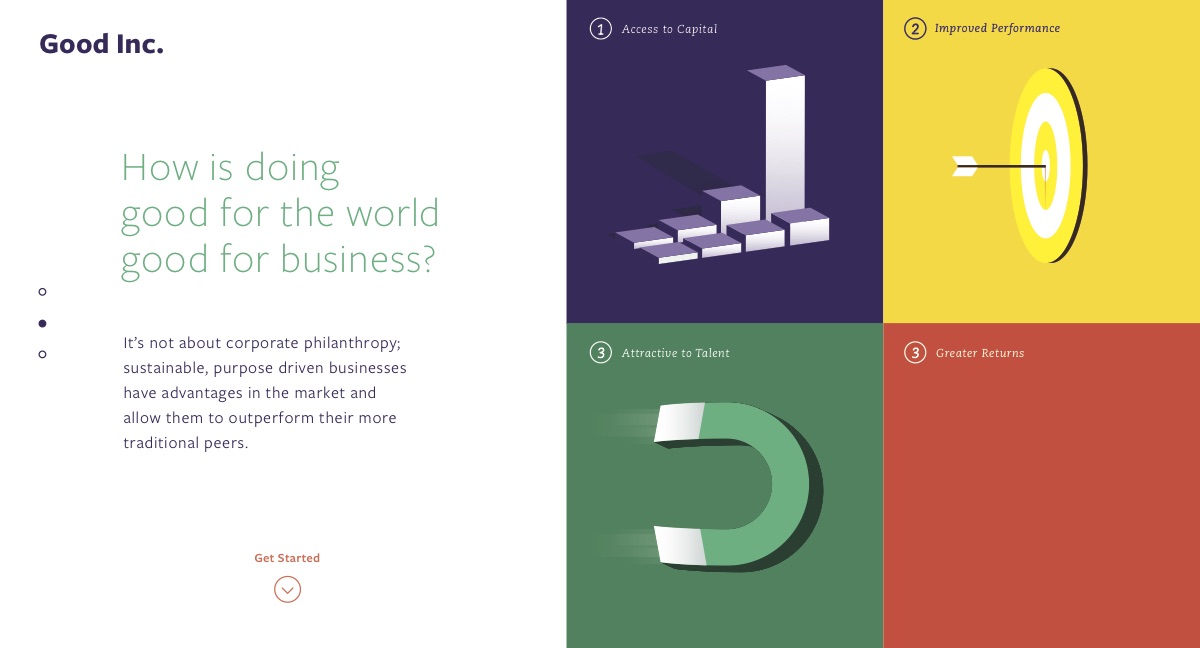 Good Inc.
How is doing
good for the world
good for business?
It’s not about corporate philanthropy;
sustainable, purpose driven businesses
have advantages in the market and
allow them to outperform their more
traditional peers.
Get Started
1 Access to Capital
2 Improved Performance
3 Attractive to Talent
3 Greater Returns